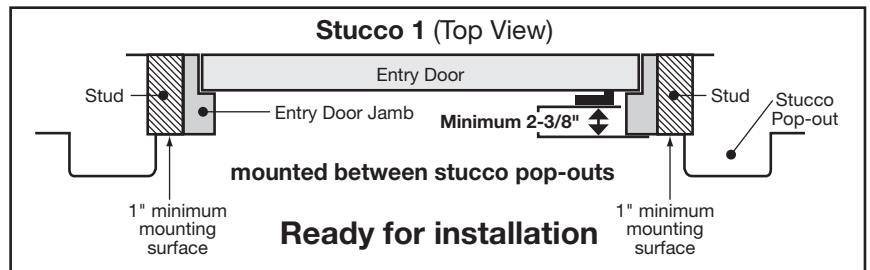 Stucco 1 (Top View)
Entry Door
Stud
Entry Door Jamb
Minimum 2-3/8"
Stud
Stucco
Pop-out
mounted between stucco pop-outs
1" minimum
mounting
surface
Ready for installation
1" minimum
mounting
surface